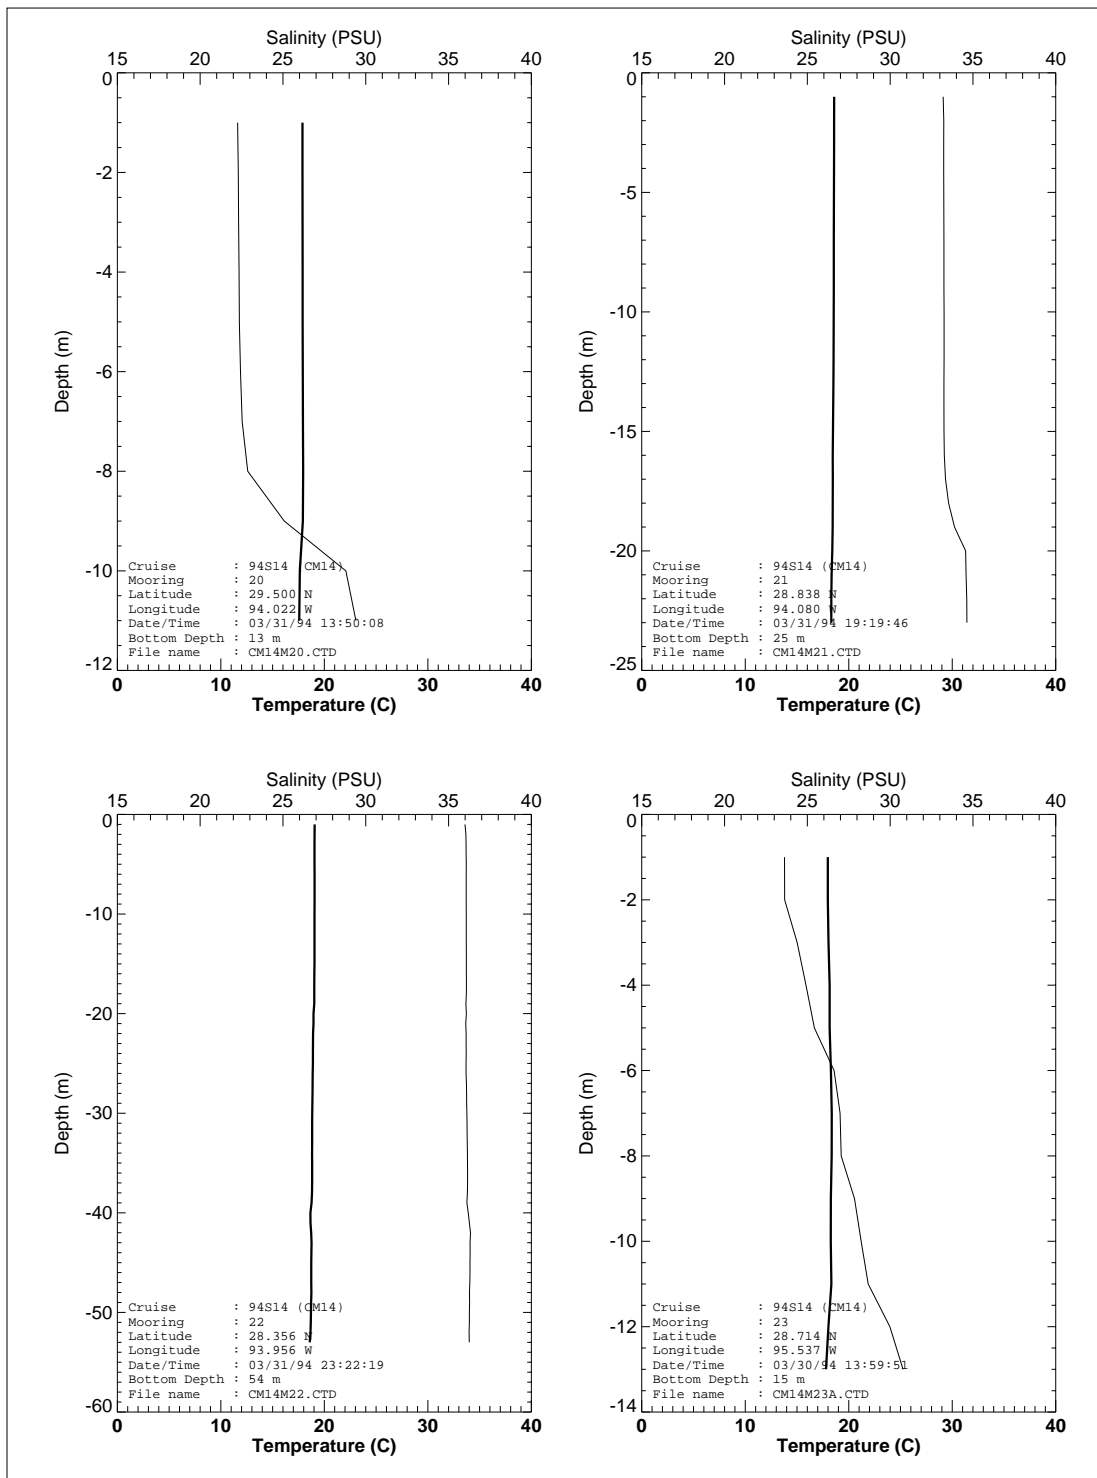 Salinity (PSU)
15 20 25 30 35 40
0
-2
-4
-6
-8
-10
-12
Depth (m)
Cruise : 94S14 (CM14)
Mooring : 20
Latitude : 29.500 N
Longitude : 94.022 W
Date/Time : 03/31/94 13:50:08
Bottom Depth : 13 m
File name : CM14M20.CTD
0 10 20 30 40
Temperature (C)
Salinity (PSU)
15 20 25 30 35 40
0
-5
-10
-15
-20
-25
Depth (m)
Cruise : 94S14 (CM14)
Mooring : 21
Latitude : 28.838 N
Longitude : 94.080 W
Date/Time : 03/31/94 19:19:46
Bottom Depth : 25 m
File name : CM14M21.CTD
0 10 20 30 40
Temperature (C)
Salinity (PSU)
15 20 25 30 35 40
0
-10
-20
-30
-40
-50
-60
Depth (m)
Cruise : 94S14 (CM14)
Mooring : 22
Latitude : 28.356 N
Longitude : 93.956 W
Date/Time : 03/31/94 23:22:19
Bottom Depth : 54 m
File name : CM14M22.CTD
0 10 20 30 40
Temperature (C)
Salinity (PSU)
15 20 25 30 35 40
0
-2
-4
-6
-8
-10
-12
-14
Depth (m)
Cruise : 94S14 (CM14)
Mooring : 23
Latitude : 28.714 N
Longitude : 95.537 W
Date/Time : 03/30/94 13:59:51
Bottom Depth : 15 m
File name : CM14M23A.CTD
0 10 20 30 40
Temperature (C)